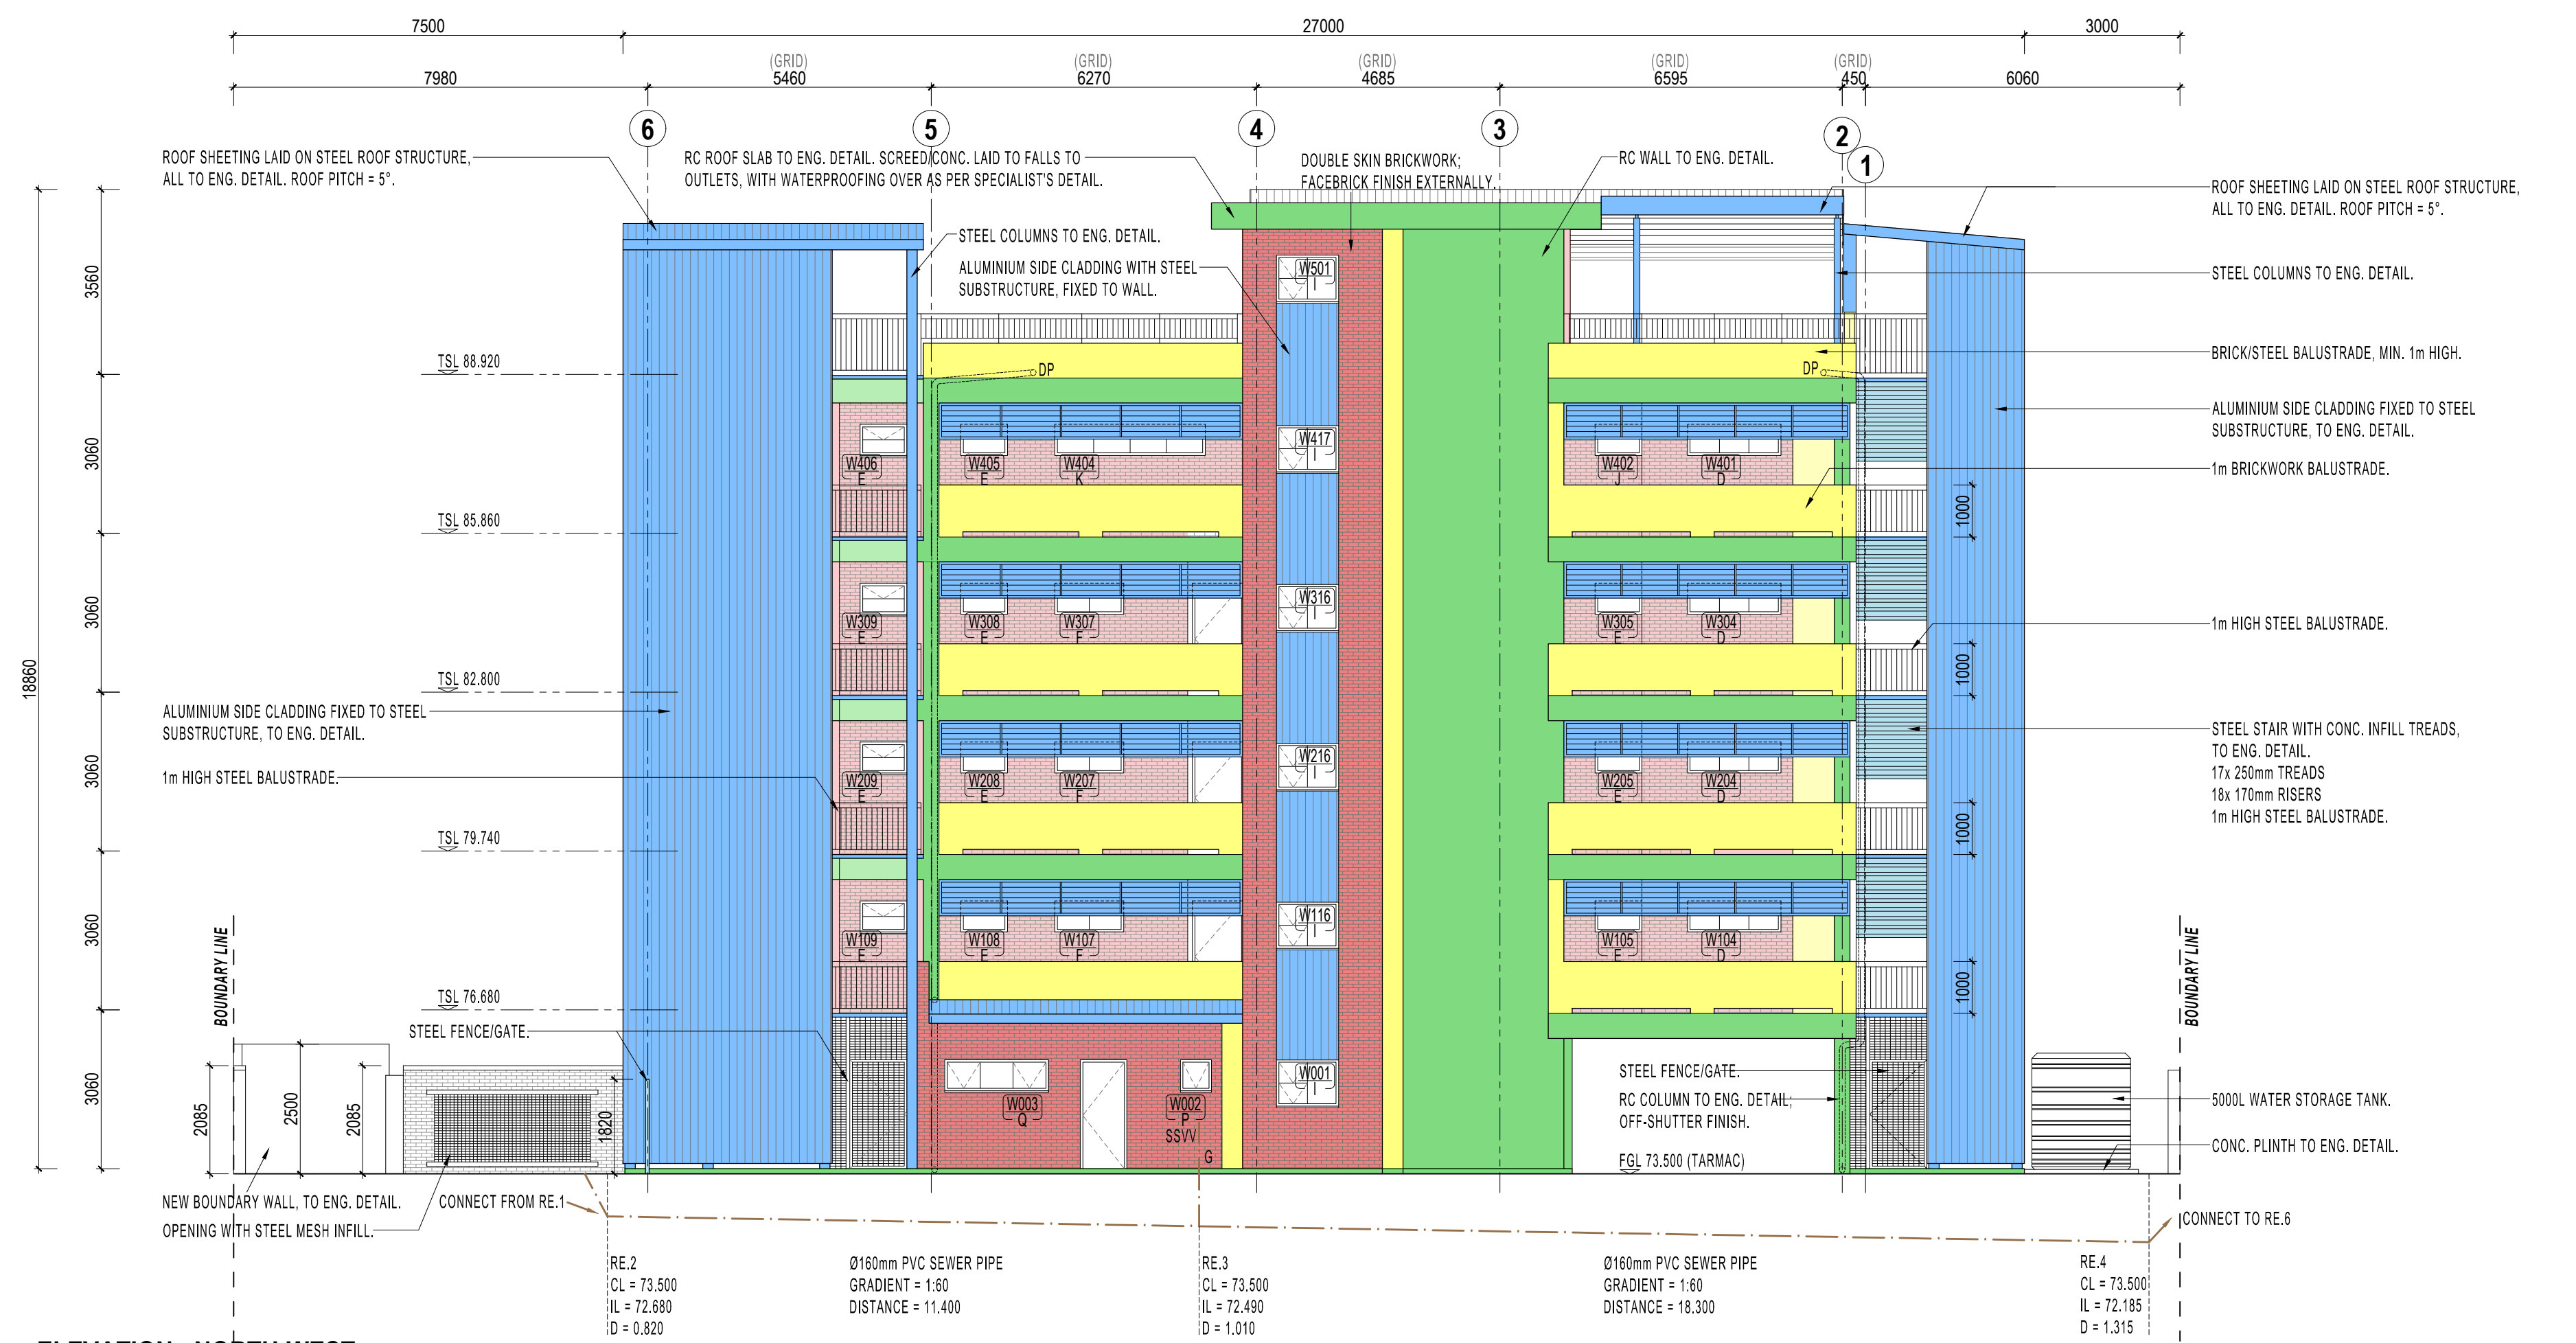 7500
27000
3000
(GRID)
(GRID)
(GRID)
(GRID)
(GRID)
7980
5460
6270
4685
6595
450
6060
6
5
4
3
2
1
ROOF SHEETING LAID ON STEEL ROOF STRUCTURE,
ALL TO ENG. DETAIL. ROOF PITCH = 5°.
RC ROOF SLAB TO ENG. DETAIL. SCREED/CONC. LAID TO FALLS TO
OUTLETS, WITH WATERPROOFING OVER AS PER SPECIALIST'S DETAIL.
DOUBLE SKIN BRICKWORK;
FACEBRICK FINISH EXTERNALLY.
RC WALL TO ENG. DETAIL.
ROOF SHEETING LAID ON STEEL ROOF STRUCTURE,
ALL TO ENG. DETAIL. ROOF PITCH = 5°.
STEEL COLUMNS TO ENG. DETAIL.
ALUMINIUM SIDE CLADDING WITH STEEL
SUBSTRUCTURE, FIXED TO WALL.
STEEL COLUMNS TO ENG. DETAIL.
BRICK/STEEL BALUSTRADE, MIN. 1m HIGH.
ALUMINIUM SIDE CLADDING FIXED TO STEEL
SUBSTRUCTURE, TO ENG. DETAIL.
1m BRICKWORK BALUSTRADE.
1m HIGH STEEL BALUSTRADE.
STEEL STAIR WITH CONC. INFILL TREADS,
TO ENG. DETAIL.
17x 250mm TREADS
18x 170mm RISERS
1m HIGH STEEL BALUSTRADE.
5000L WATER STORAGE TANK.
CONC. PLINTH TO ENG. DETAIL.
18860
3560
3060
3060
3060
3060
3060
TSL 88.920
TSL 85.860
TSL 82.800
TSL 79.740
TSL 76.680
DP
DP
W501
I
W417
I
W316
I
W216
I
W116
I
W001
I
W406
E
W405
E
W404
K
W402
J
W401
D
W309
E
W308
E
W307
F
W305
E
W304
D
W209
E
W208
E
W207
F
W205
E
W204
D
W109
E
W108
E
W107
F
W105
E
W104
D
W003
Q
W002
P
SSVV
G
1000
1000
1000
1000
ALUMINIUM SIDE CLADDING FIXED TO STEEL
SUBSTRUCTURE, TO ENG. DETAIL.
1m HIGH STEEL BALUSTRADE.
BOUNDARY LINE
BOUNDARY LINE
STEEL FENCE/GATE.
2085
2500
2085
1820
STEEL FENCE/GATE.
RC COLUMN TO ENG. DETAIL;
OFF-SHUTTER FINISH.
FGL 73.500 (TARMAC)
NEW BOUNDARY WALL, TO ENG. DETAIL.
OPENING WITH STEEL MESH INFILL.
CONNECT FROM RE.1
CONNECT TO RE.6
RE.2
CL = 73.500
IL = 72.680
D = 0.820
Ø160mm PVC SEWER PIPE
GRADIENT = 1:60
DISTANCE = 11.400
RE.3
CL = 73.500
IL = 72.490
D = 1.010
Ø160mm PVC SEWER PIPE
GRADIENT = 1:60
DISTANCE = 18.300
RE.4
CL = 73.500
IL = 72.185
D = 1.315